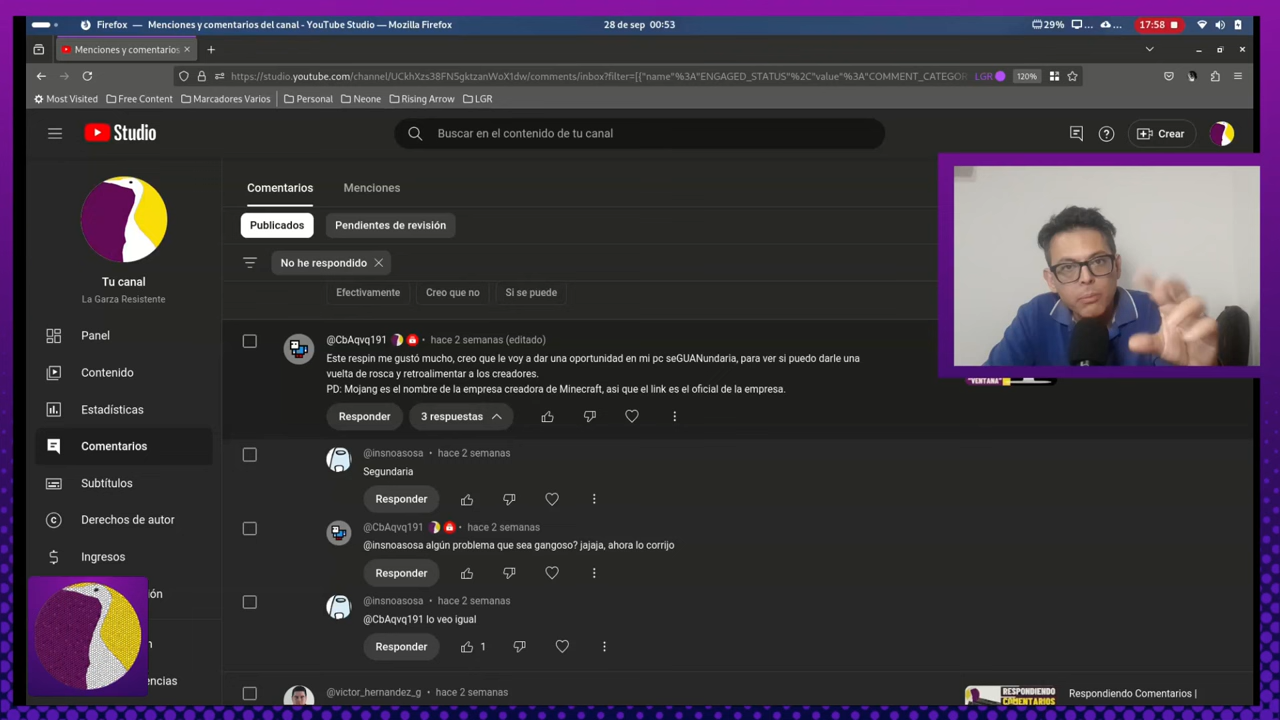 Firefox — Menciones y comentarios del canal - YouTube Studio — Mozilla Firefox
28 de sep 00:53
29%
17:58
Menciones y comentarios
https://studio.youtube.com/channel/UCkhXzs38FN5gktzanWoX1dw/comments/inbox?filter=[{"name"%3A"ENGAGED_STATUS"%2C"value"%3A"COMMENT_CATEGOR
LGR
120%
Most Visited
Free Content
Marcadores Varios
Personal
Neone
Rising Arrow
LGR
Studio
Buscar en el contenido de tu canal
Crear
Tu canal
La Garza Resistente
Panel
Contenido
Estadísticas
Comentarios
Subtítulos
Derechos de autor
Ingresos
Comentarios
Menciones
Publicados
Pendientes de revisión
No he respondido
Efectivamente
Creo que no
Si se puede
@CbAqvq191 • hace 2 semanas (editado)
Este respin me gustó mucho, creo que le voy a dar una oportunidad en mi pc seGUANundaria, para ver si puedo darle una
vuelta de rosca y retroalimentar a los creadores.
PD: Mojang es el nombre de la empresa creadora de Minecraft, asi que el link es el oficial de la empresa.
Responder
3 respuestas
@insnoasosa • hace 2 semanas
Segundaria
Responder
@CbAqvq191 • hace 2 semanas
@insnoasosa algún problema que sea gangoso? jajaja, ahora lo corrijo
Responder
@insnoasosa • hace 2 semanas
@CbAqvq191 lo veo igual
Responder
1
@victor_hernandez_g • hace 2 semanas
"VENTANA"
RESPONDIENDO
COMENTARIOS
Respondiendo Comentarios |